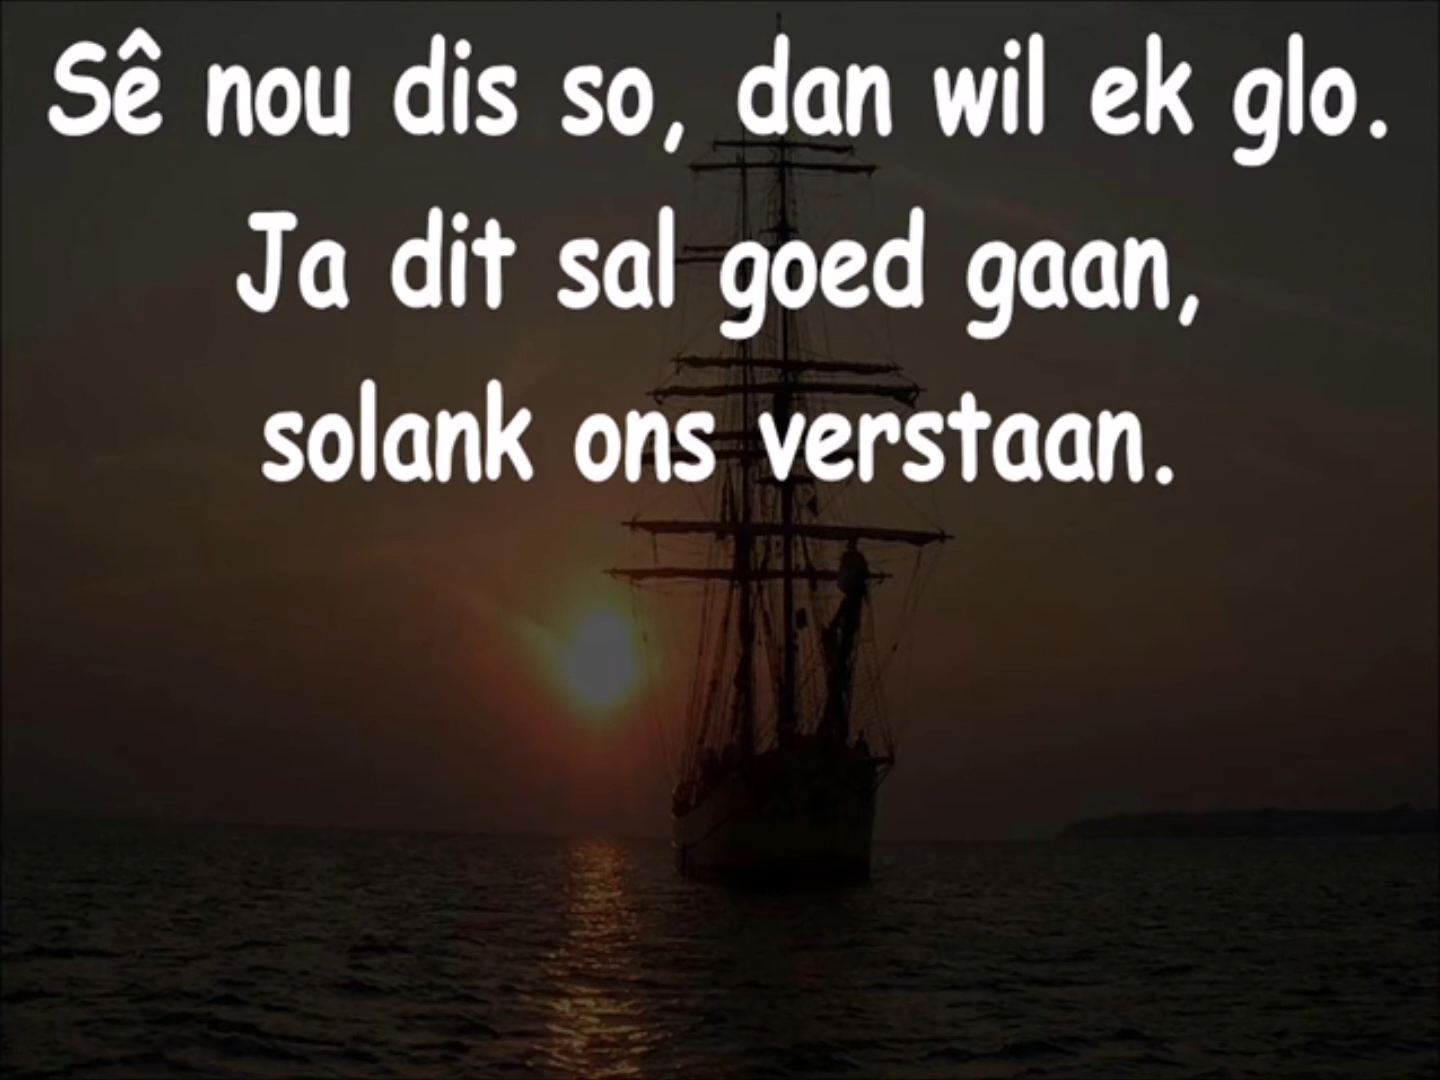 Sê nou dis so, dan wil ek glo.
Ja dit sal goed gaan,
solank ons verstaan.